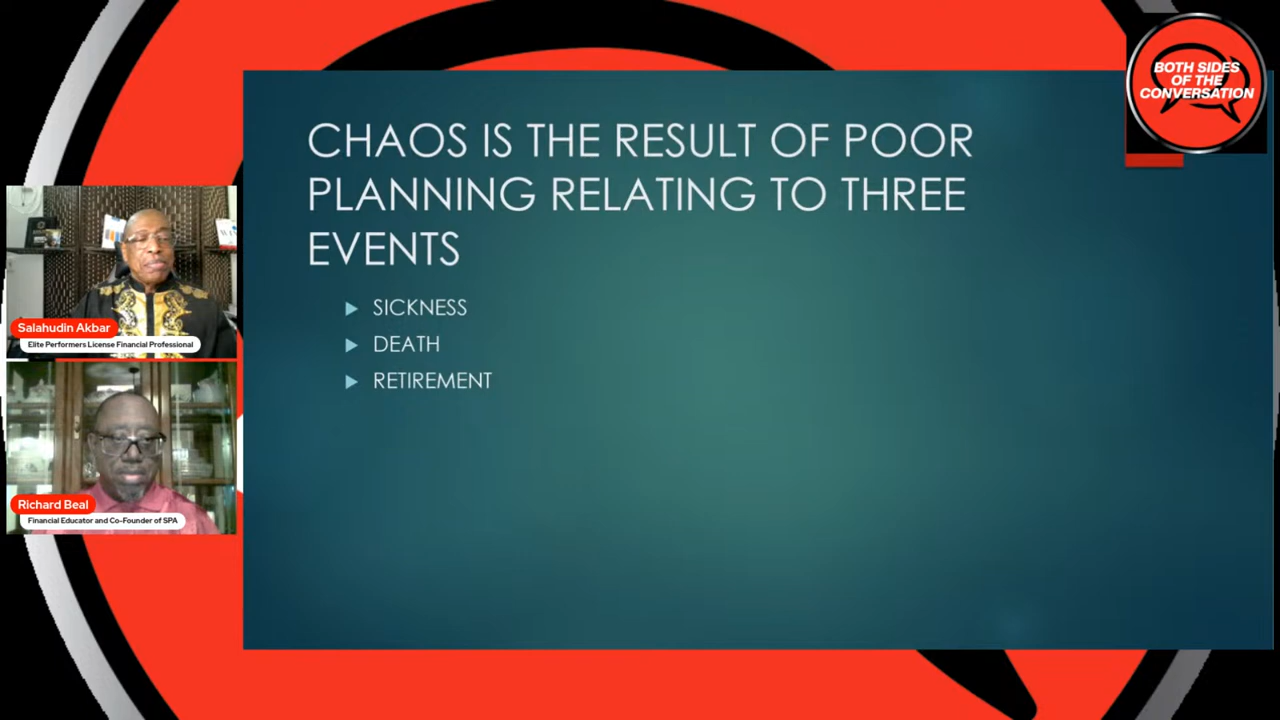 BOTH SIDES
OF THE
CONVERSATION
CHAOS IS THE RESULT OF POOR
PLANNING RELATING TO THREE
EVENTS
SICKNESS
DEATH
RETIREMENT
Salahudin Akbar
Elite Performers License Financial Professional
Richard Beal
Financial Educator and Co-Founder of SPA